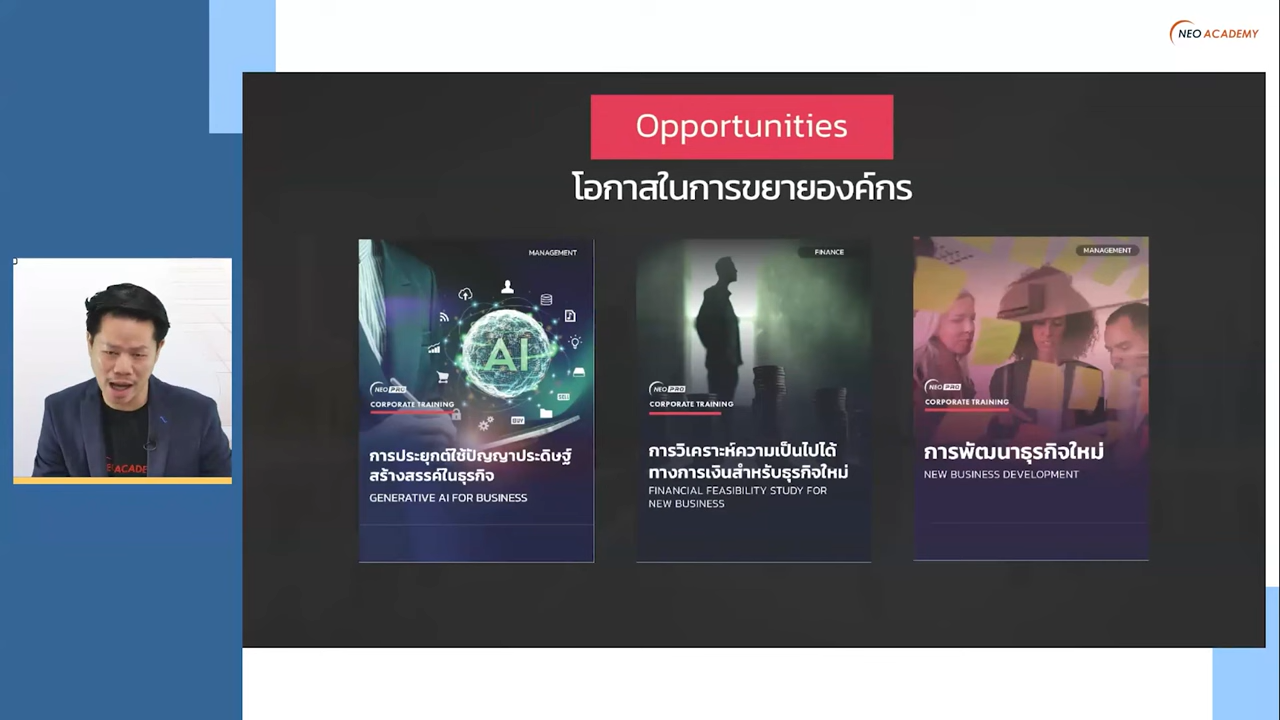 NEO ACADEMY
Opportunities
โอกาสในการขยายองค์กร
MANAGEMENT
AI
BUY
NEO PRO
CORPORATE TRAINING
การประยุกต์ใช้ปัญญาประดิษฐ์
สร้างสรรค์ในธุรกิจ
GENERATIVE AI FOR BUSINESS
FINANCE
NEO PRO
CORPORATE TRAINING
การวิเคราะห์ความเป็นไปได้
ทางการเงินสำหรับธุรกิจใหม่
FINANCIAL FEASIBILITY STUDY FOR
NEW BUSINESS
MANAGEMENT
NEO PRO
CORPORATE TRAINING
การพัฒนาธุรกิจใหม่
NEW BUSINESS DEVELOPMENT